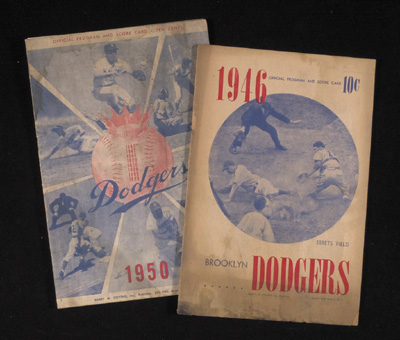 OFFICIAL PROGRAM AND SCORE CARD
Dodgers
1950
1946
OFFICIAL PROGRAM AND SCORE CARD
10¢
EBBETS FIELD
BROOKLYN
DODGERS